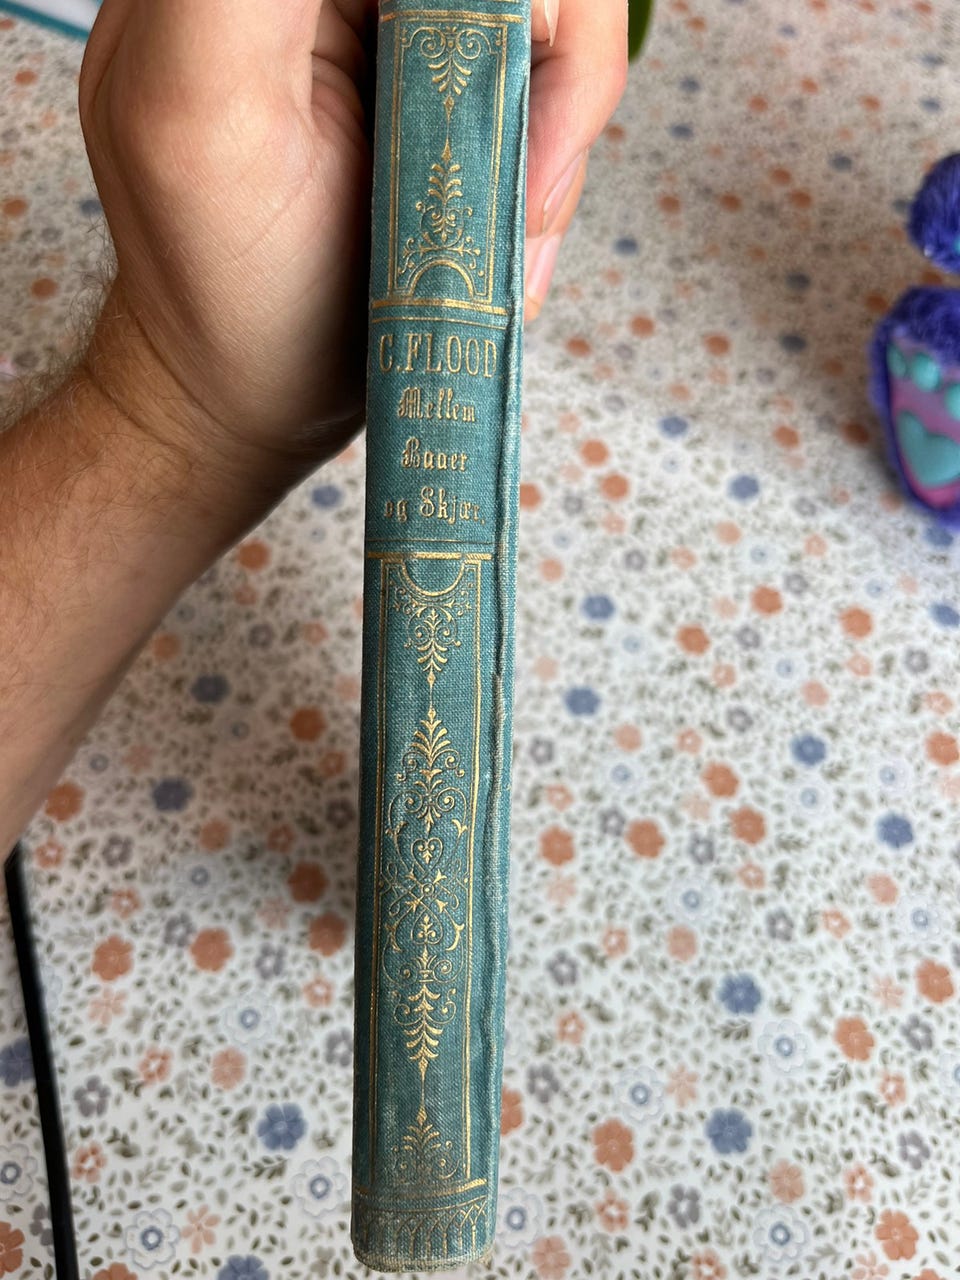 C. FLOOD
Mellem
Baaer
og Skjær.